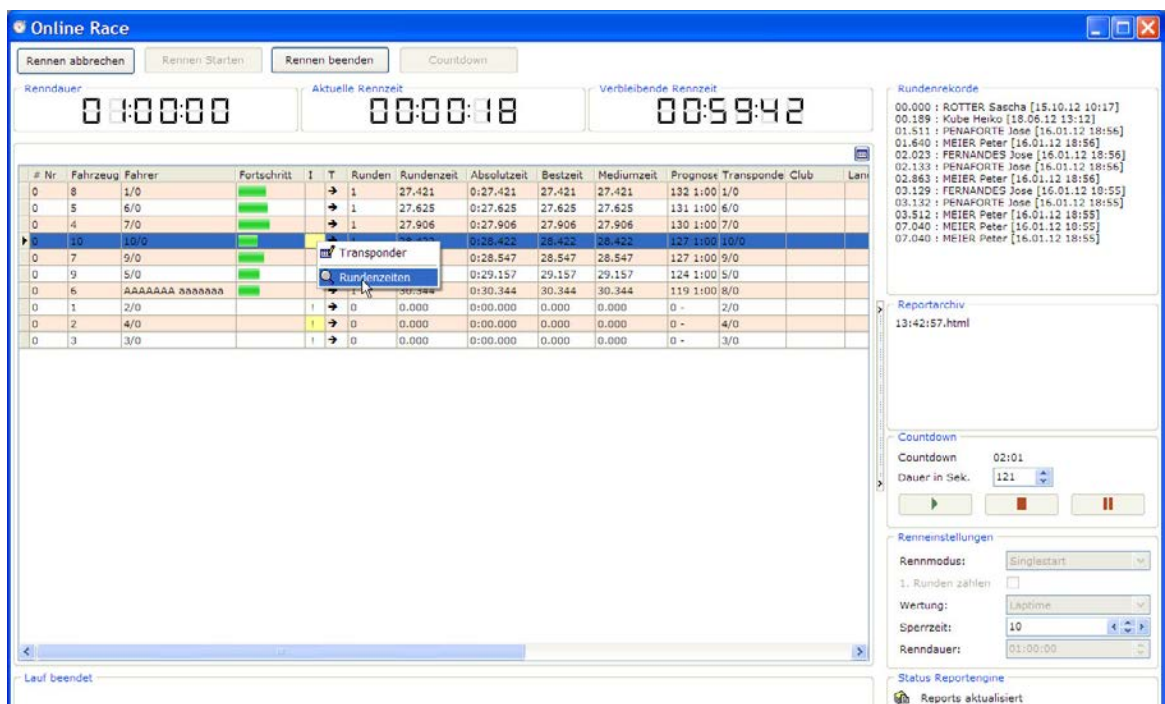 Online Race
Rennen abbrechen Rennen Starten Rennen beenden Countdown
Renndauer Aktuelle Rennzeit Verbleibende Rennzeit
01:00:00 00:00:18 00:59:42
# Nr Fahrzeug Fahrer Fortschritt I T Runden Rundenzeit Absolutzeit Bestzeit Mediumzeit Prognose Transponde Club Lan
0 8 1/0 1 27.421 0:27.421 27.421 27.421 132 1:00 1/0
0 5 6/0 1 27.625 0:27.625 27.625 27.625 131 1:00 6/0
0 4 7/0 1 27.906 0:27.906 27.906 27.906 130 1:00 7/0
0 10 10/0 28.422 0:28.422 28.422 28.422 127 1:00 10/0
0 7 9/0 0:28.547 28.547 28.547 127 1:00 9/0
0 9 5/0 0:29.157 29.157 29.157 124 1:00 5/0
0 6 AAAAAAA aaaaaaa 1 30.344 0:30.344 30.344 30.344 119 1:00 8/0
0 1 2/0 ! 0 0.000 0:00.000 0.000 0.000 0 - 2/0
0 2 4/0 ! 0 0.000 0:00.000 0.000 0.000 0 - 4/0
0 3 3/0 ! 0 0.000 0:00.000 0.000 0.000 0 - 3/0
Transponder
Rundenzeiten
Lauf beendet
Rundenrekorde
00.000 : ROTTER Sascha [15.10.12 10:17]
00.189 : Kube Heiko [18.06.12 13:12]
01.511 : PENAFORTE Jose [16.01.12 18:56]
01.640 : MEIER Peter [16.01.12 18:56]
02.023 : FERNANDES Jose [16.01.12 18:56]
02.133 : PENAFORTE Jose [16.01.12 18:56]
02.863 : MEIER Peter [16.01.12 18:56]
03.129 : FERNANDES Jose [16.01.12 18:55]
03.132 : PENAFORTE Jose [16.01.12 18:55]
03.512 : MEIER Peter [16.01.12 18:55]
07.040 : MEIER Peter [16.01.12 18:55]
07.040 : MEIER Peter [16.01.12 18:55]
Reportarchiv
13:42:57.html
Countdown
Countdown 02:01
Dauer in Sek. 121
Renneinstellungen
Rennmodus: Singlestart
1. Runden zählen
Wertung: Laptime
Sperrzeit: 10
Renndauer: 01:00:00
Status Reportengine
Reports aktualisiert